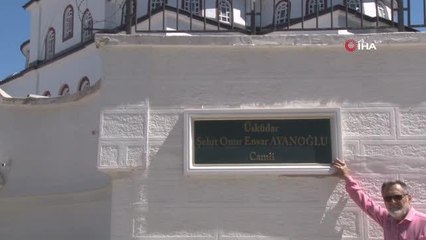 İHA
Üsküdar
Şehit Onur Ensar AYANOĞLU
Camii